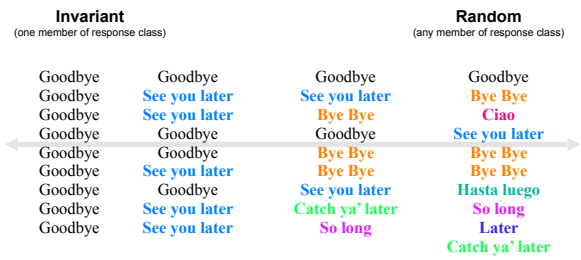 Invariant Random
(one member of response class) (any member of response class)
Goodbye Goodbye Goodbye Goodbye
Goodbye See you later See you later Bye Bye
Goodbye See you later Bye Bye Ciao
Goodbye Goodbye Goodbye See you later
Goodbye Goodbye Bye Bye Bye Bye
Goodbye See you later Bye Bye Bye Bye
Goodbye Goodbye See you later Hasta luego
Goodbye See you later Catch ya’ later So long
Goodbye See you later So long Later
Catch ya’ later